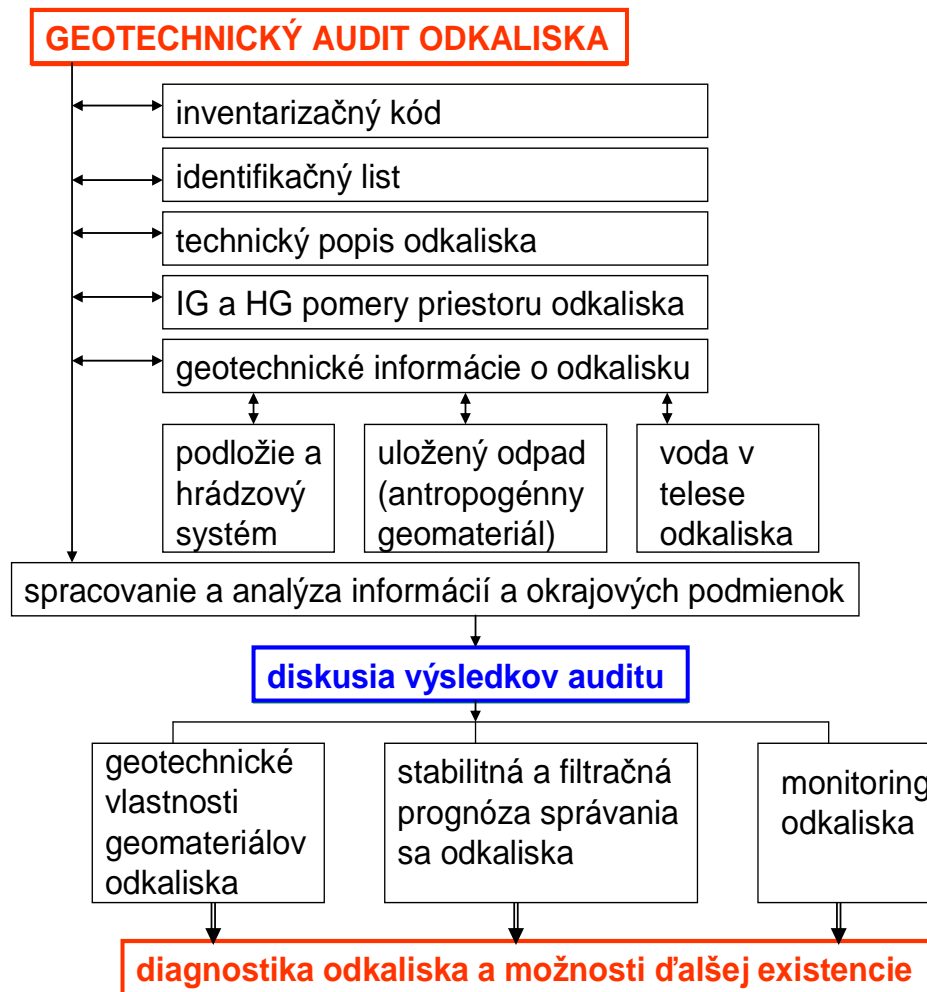 GEOTECHNICKÝ AUDIT ODKALISKA
inventarizačný kód
identifikačný list
technický popis odkaliska
IG a HG pomery priestoru odkaliska
geotechnické informácie o odkalisku
podložie a
hrádzový
systém
uložený odpad
(antropogénny
geomateriál)
voda v
telese
odkaliska
spracovanie a analýza informácií a okrajových podmienok
diskusia výsledkov auditu
geotechnické
vlastnosti
geomateriálov
odkaliska
stabilitná a filtračná
prognóza správania
sa odkaliska
monitoring
odkaliska
diagnostika odkaliska a možnosti ďalšej existencie